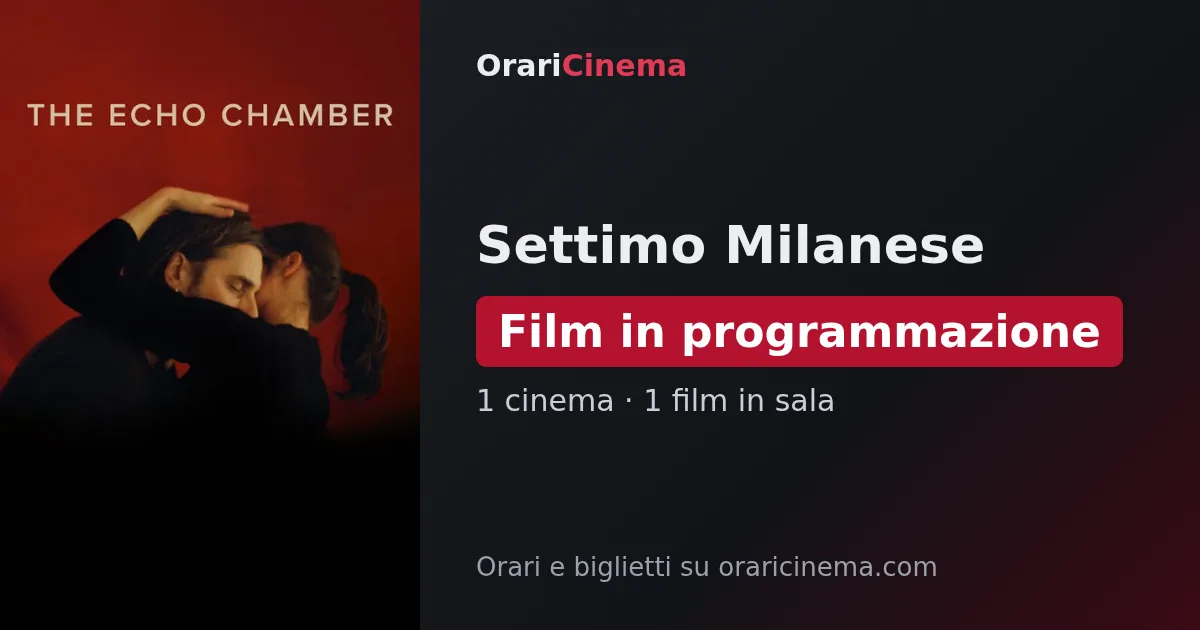 THE ECHO CHAMBER
OrariCinema
Settimo Milanese
Film in programmazione
1 cinema · 1 film in sala
Orari e biglietti su oraricinema.com